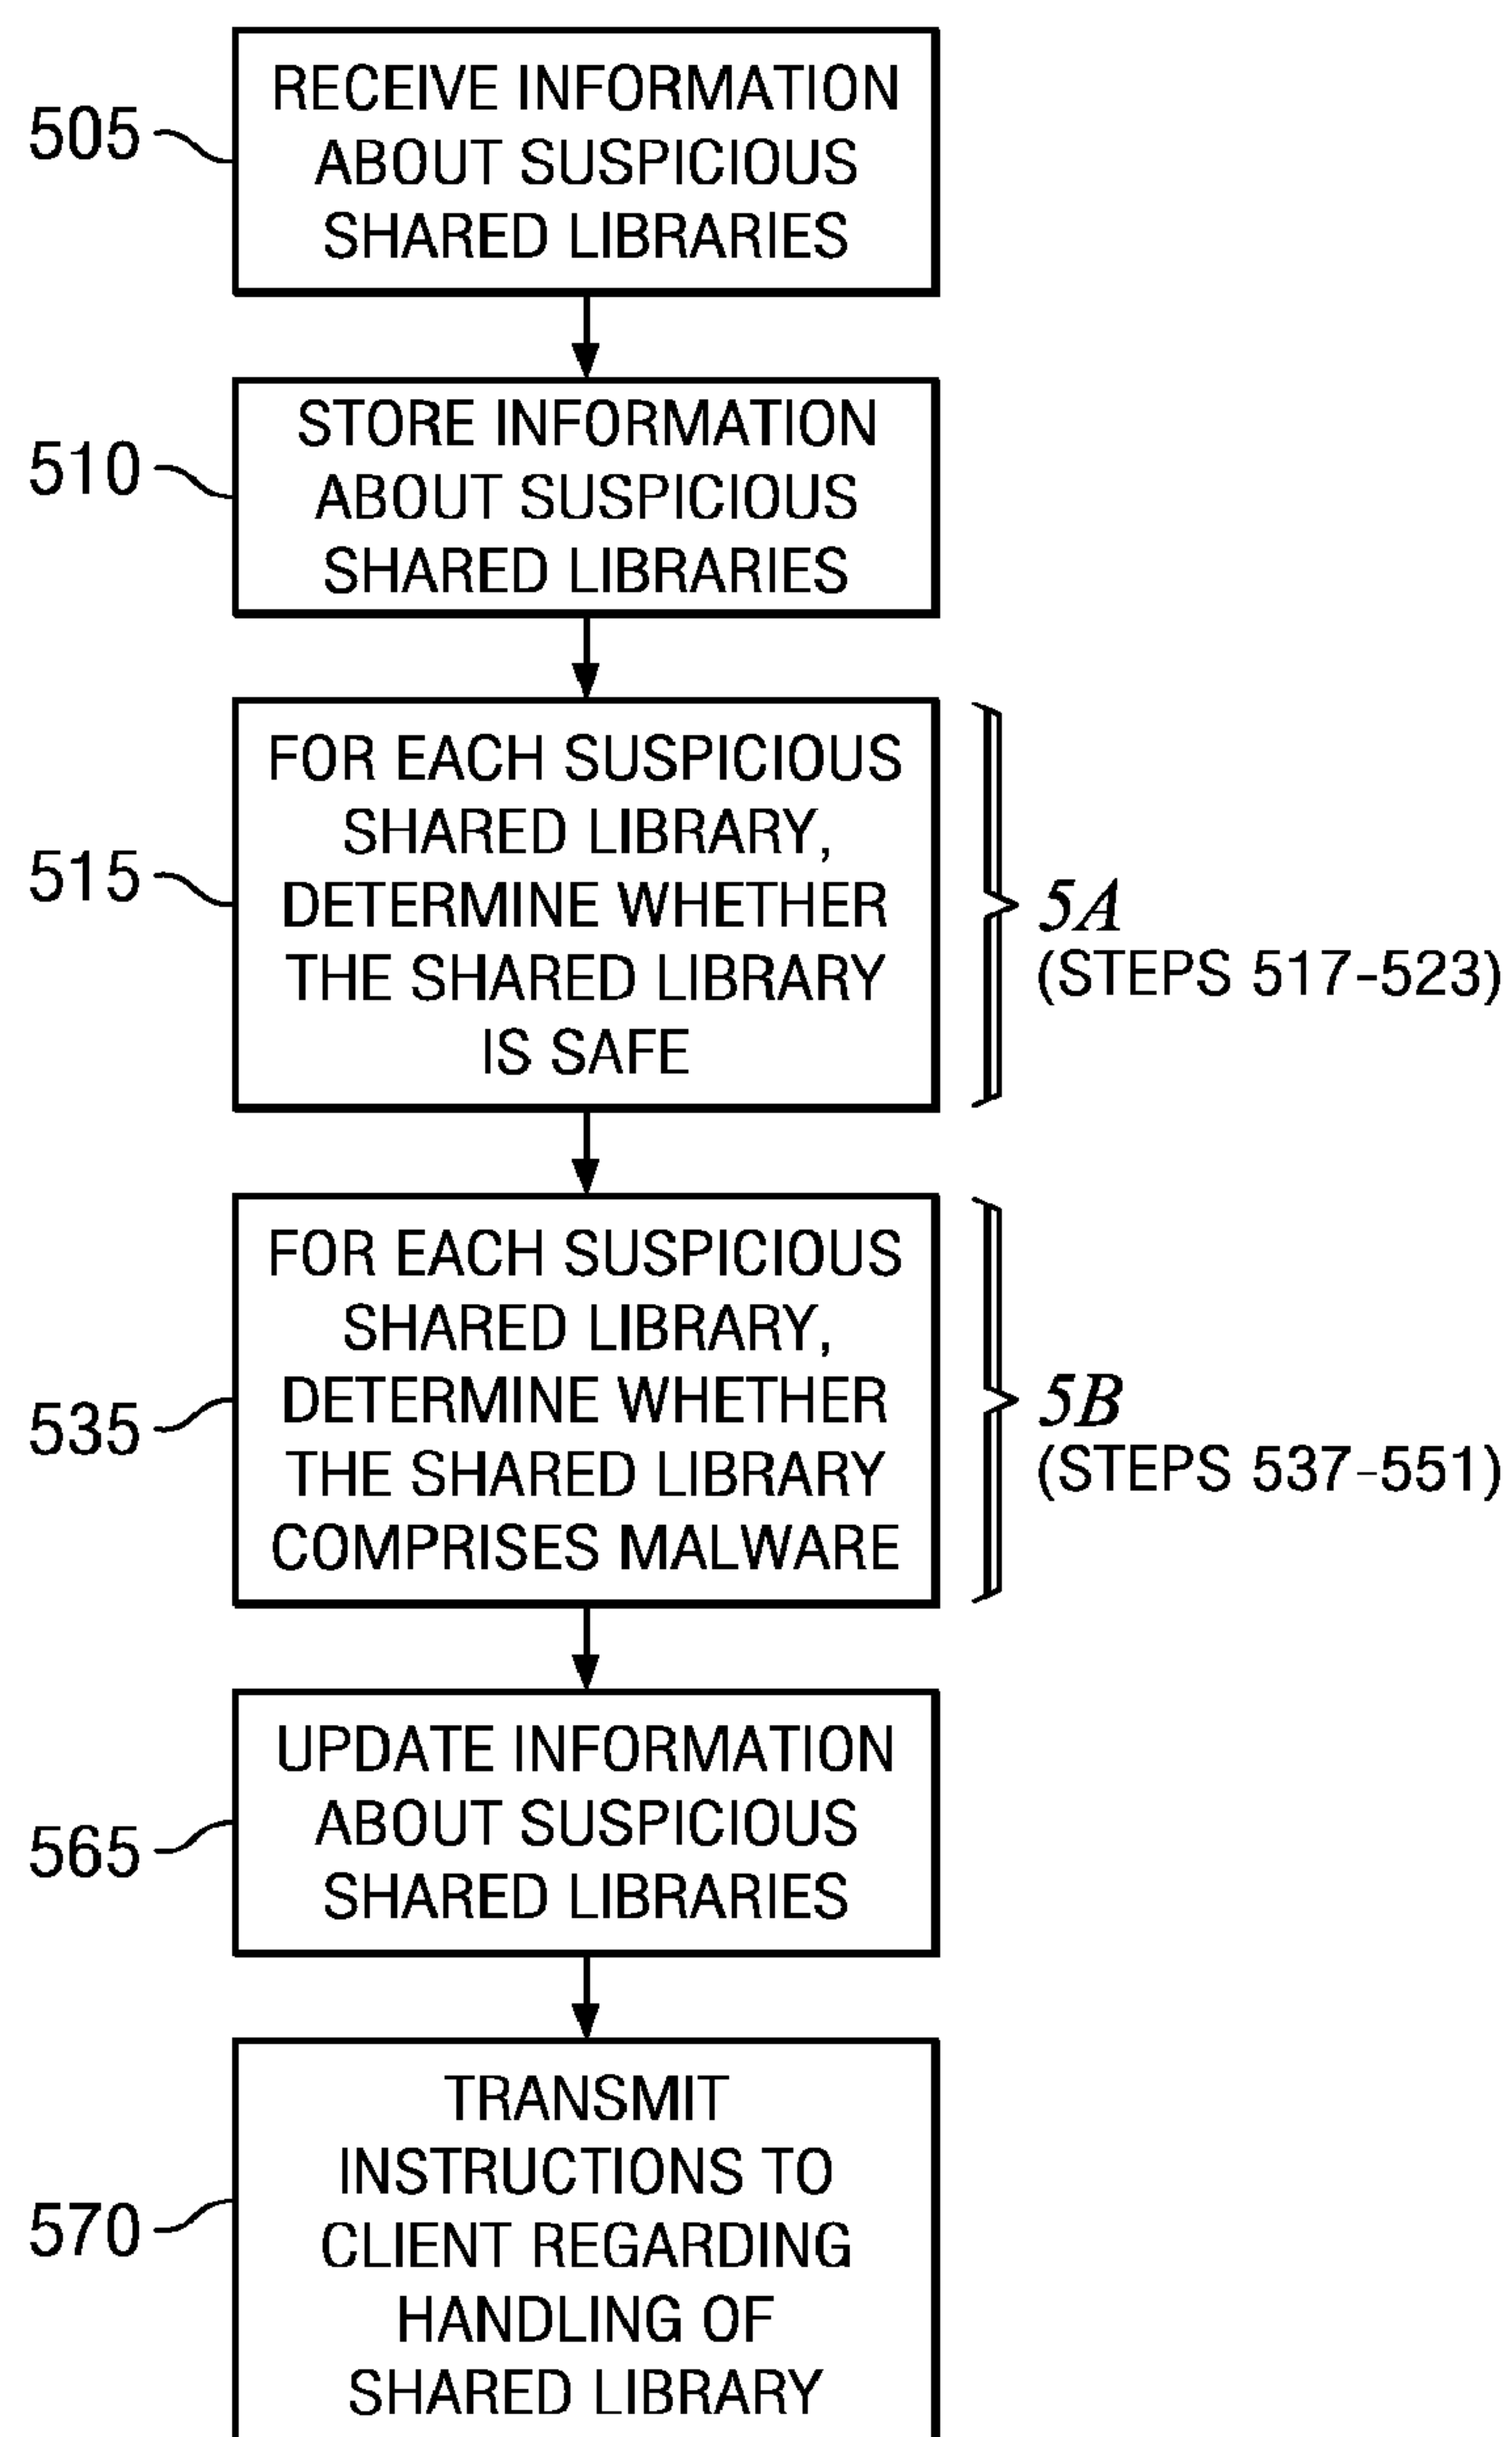 505
RECEIVE INFORMATION
ABOUT SUSPICIOUS
SHARED LIBRARIES
510
STORE INFORMATION
ABOUT SUSPICIOUS
SHARED LIBRARIES
515
FOR EACH SUSPICIOUS
SHARED LIBRARY,
DETERMINE WHETHER
THE SHARED LIBRARY
IS SAFE
5A
(STEPS 517-523)
535
FOR EACH SUSPICIOUS
SHARED LIBRARY,
DETERMINE WHETHER
THE SHARED LIBRARY
COMPRISES MALWARE
5B
(STEPS 537-551)
565
UPDATE INFORMATION
ABOUT SUSPICIOUS
SHARED LIBRARIES
570
TRANSMIT
INSTRUCTIONS TO
CLIENT REGARDING
HANDLING OF
SHARED LIBRARY